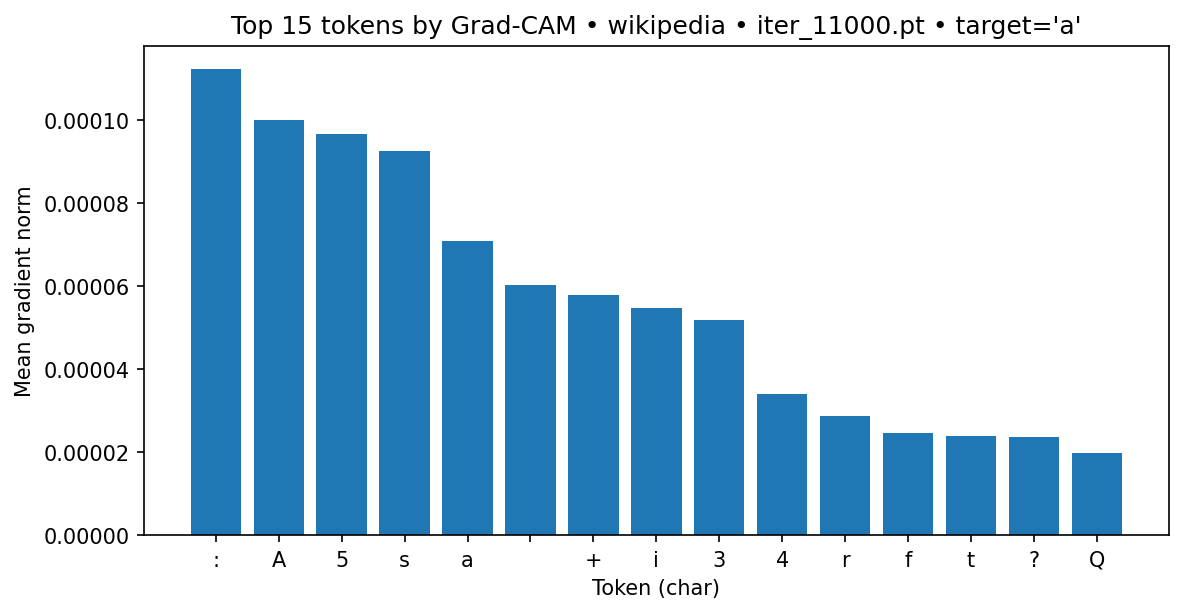 Top 15 tokens by Grad-CAM • wikipedia • iter_11000.pt • target='a'
Mean gradient norm
0.00010
0.00008
0.00006
0.00004
0.00002
0.00000
: A 5 s a + i 3 4 r f t ? Q
Token (char)